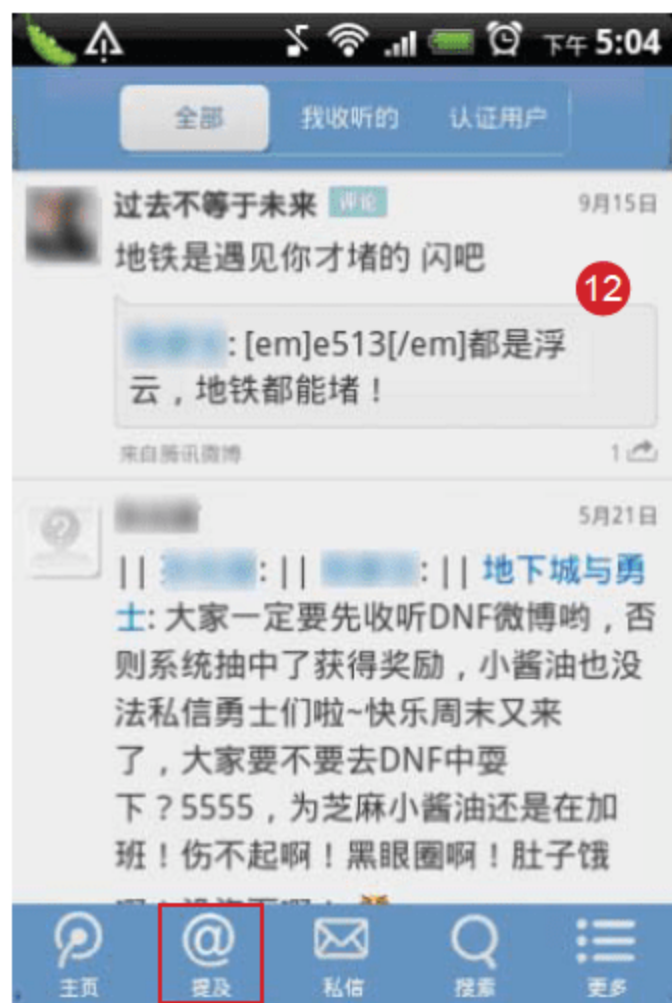 下午 5:04
全部 我收听的 认证用户
过去不等于未来 评论 9月15日
地铁是遇见你才堵的 闪吧
12
: [em]e513[/em]都是浮
云，地铁都能堵！
来自腾讯微博 1
5月21日
|| : || : || 地下城与勇
士: 大家一定要先收听DNF微博哟，否
则系统抽中了获得奖励，小酱油也没
法私信勇士们啦~快乐周末又来
了，大家要不要去DNF中耍
下？5555，为芝麻小酱油还是在加
班！伤不起啊！黑眼圈啊！肚子饿
@
主页 提及 私信 搜索 更多